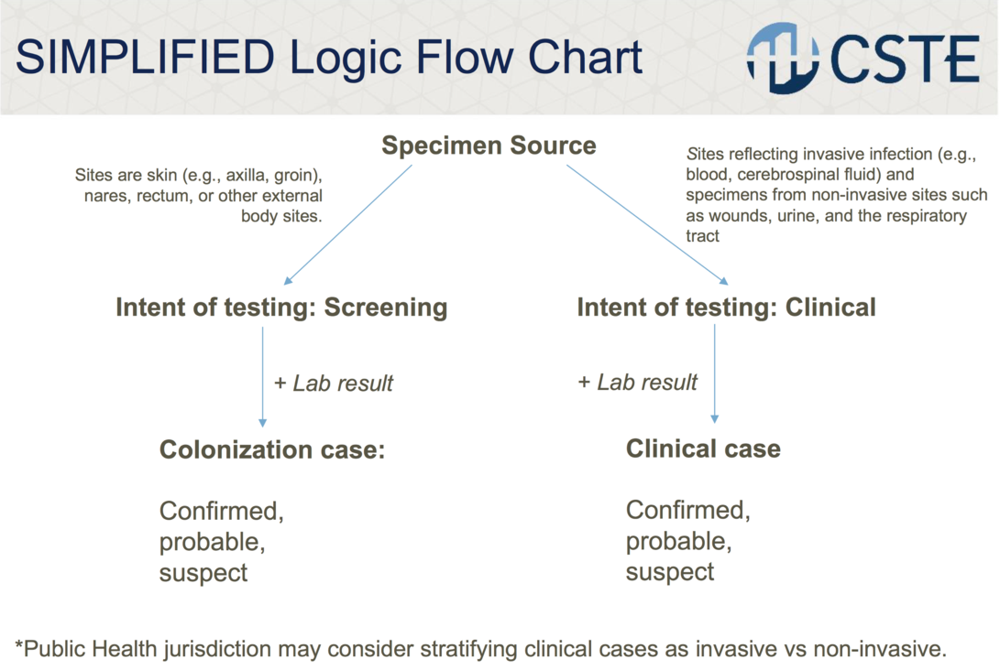 SIMPLIFIED Logic Flow Chart
CSTE
Specimen Source
Sites are skin (e.g., axilla, groin),
nares, rectum, or other external
body sites.
Sites reflecting invasive infection (e.g.,
blood, cerebrospinal fluid) and
specimens from non-invasive sites such
as wounds, urine, and the respiratory
tract
Intent of testing: Screening
Intent of testing: Clinical
+ Lab result
+ Lab result
Colonization case:
Confirmed,
probable,
suspect
Clinical case
Confirmed,
probable,
suspect
*Public Health jurisdiction may consider stratifying clinical cases as invasive vs non-invasive.